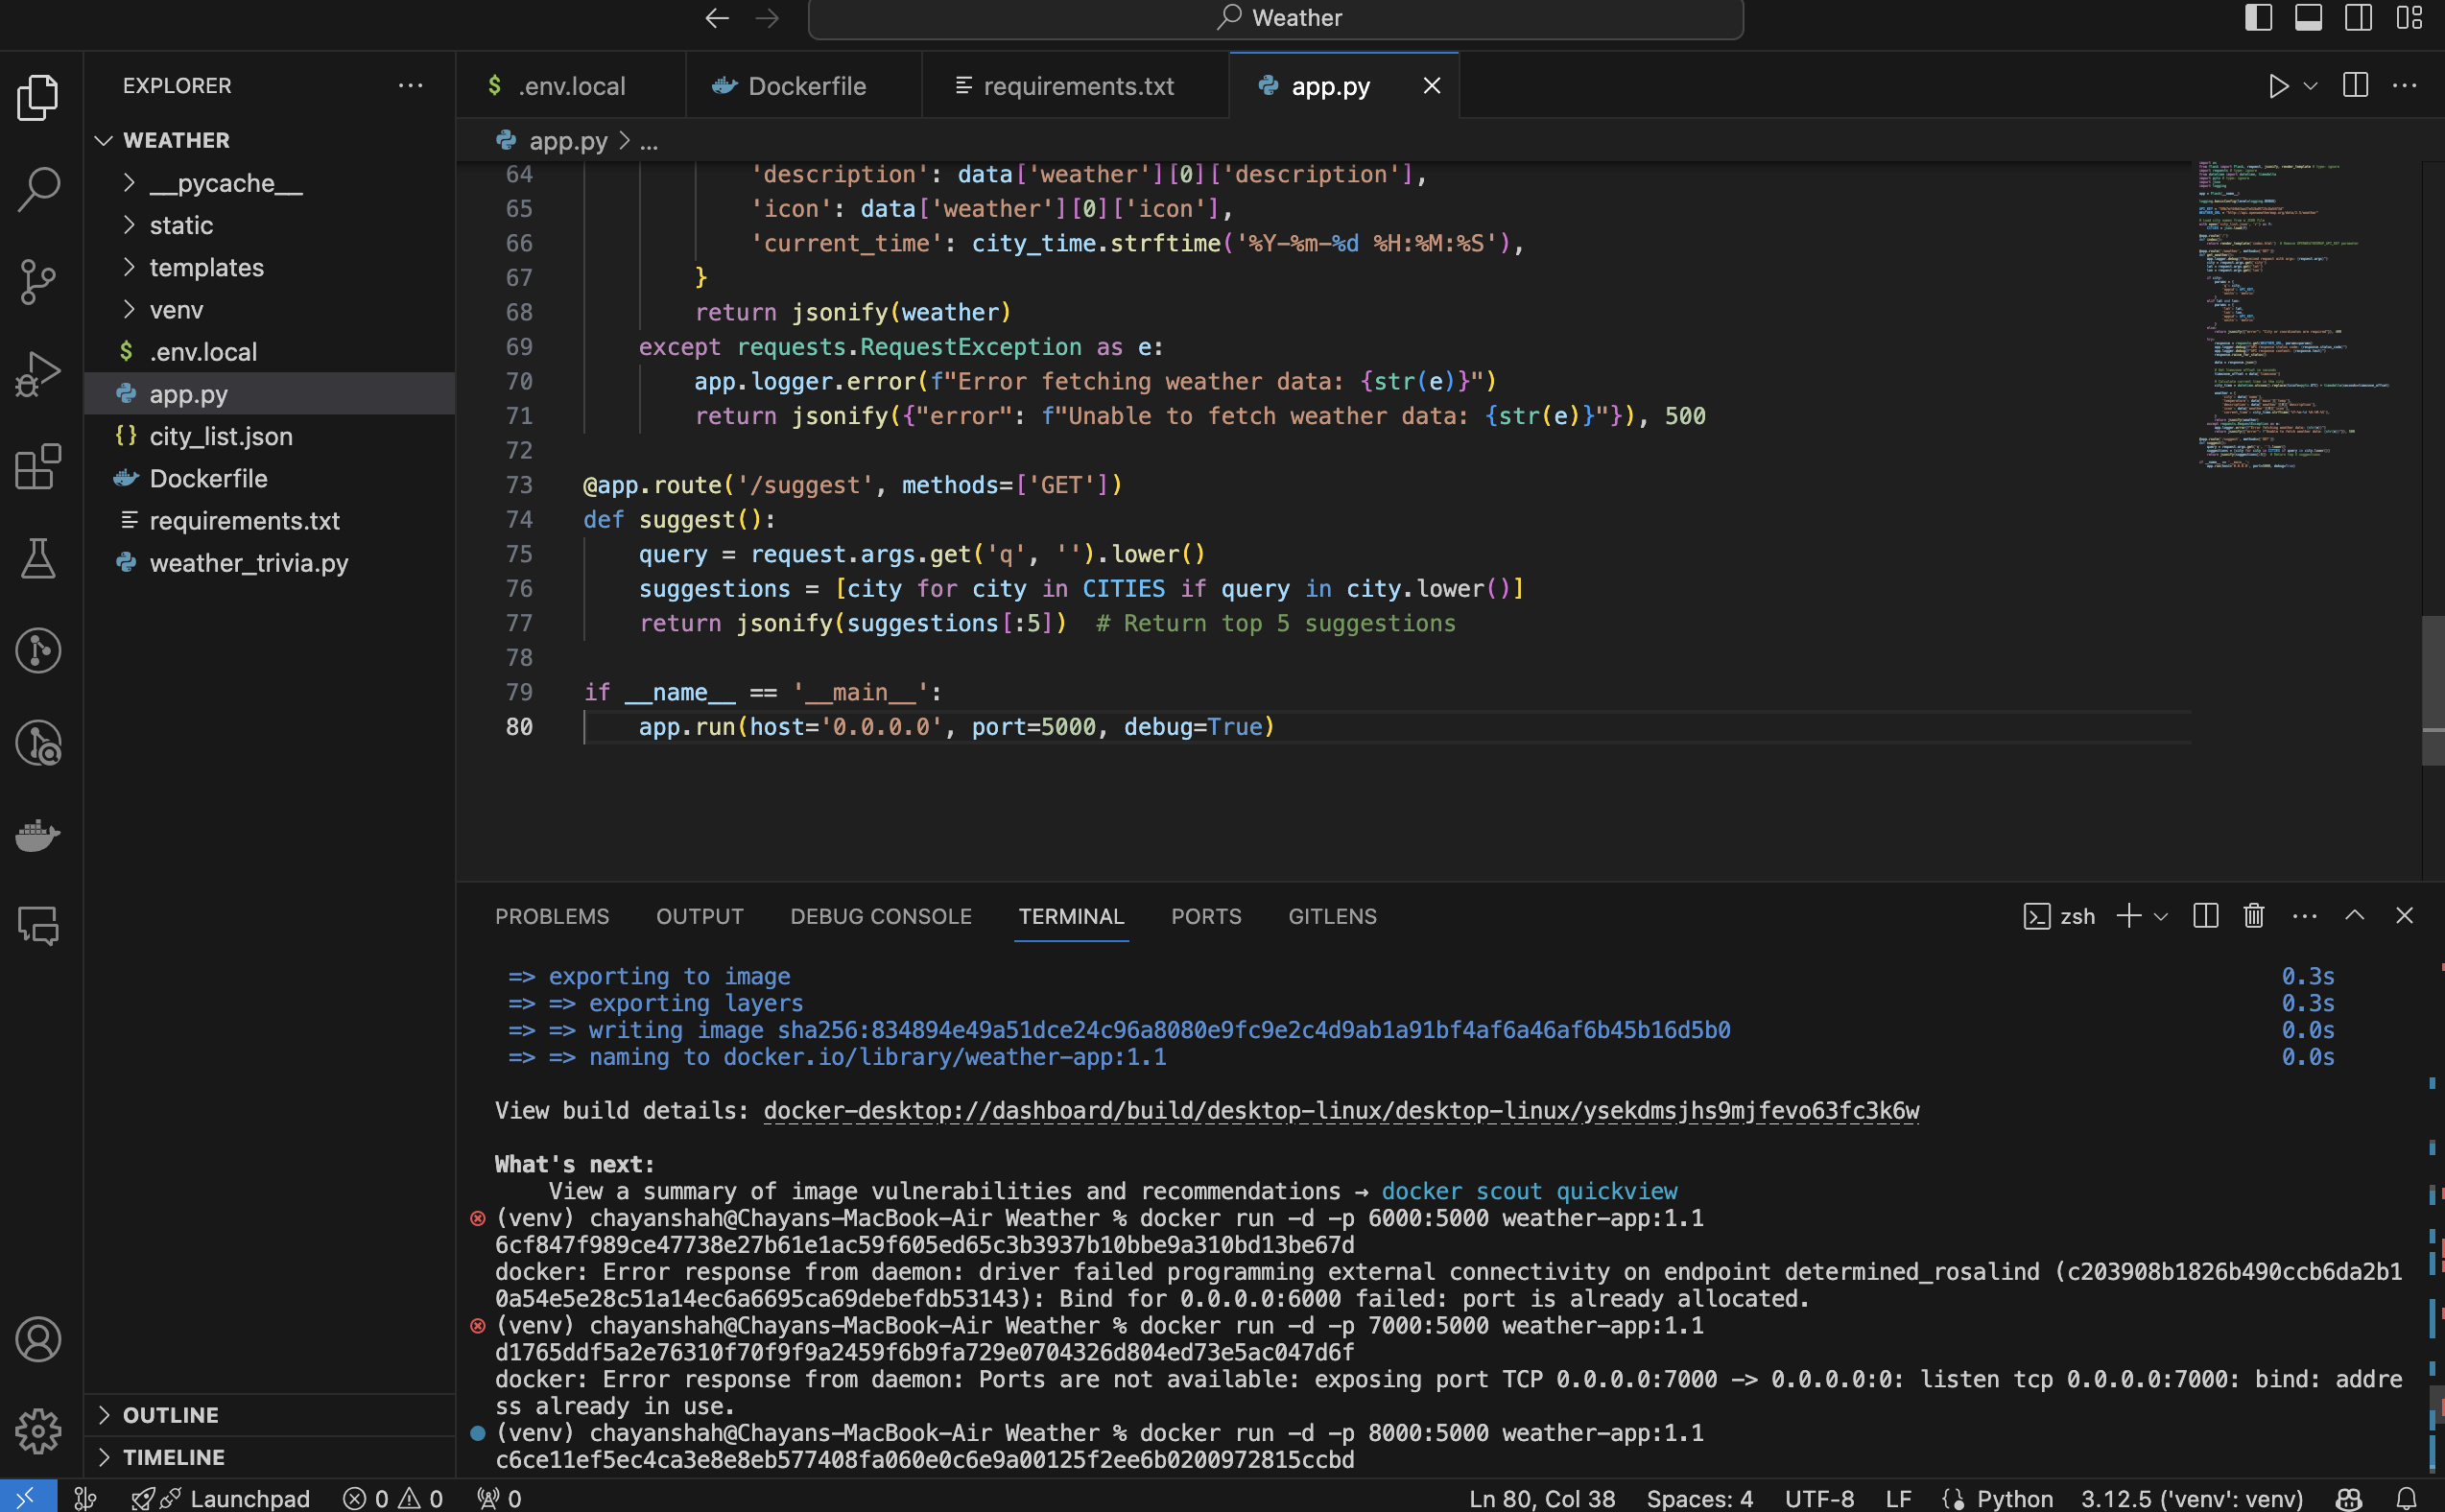 Weather
EXPLORER
WEATHER
__pycache__
static
templates
venv
$ .env.local
app.py
{} city_list.json
Dockerfile
requirements.txt
weather_trivia.py
OUTLINE
TIMELINE
$ .env.local
Dockerfile
requirements.txt
app.py
app.py > ...
64 'description': data['weather'][0]['description'],
65 'icon': data['weather'][0]['icon'],
66 'current_time': city_time.strftime('%Y-%m-%d %H:%M:%S'),
67 }
68 return jsonify(weather)
69 except requests.RequestException as e:
70 app.logger.error(f"Error fetching weather data: {str(e)}")
71 return jsonify({"error": f"Unable to fetch weather data: {str(e)}"}), 500
72
73 @app.route('/suggest', methods=['GET'])
74 def suggest():
75 query = request.args.get('q', '').lower()
76 suggestions = [city for city in CITIES if query in city.lower()]
77 return jsonify(suggestions[:5])  # Return top 5 suggestions
78
79 if __name__ == '__main__':
80 app.run(host='0.0.0.0', port=5000, debug=True)
PROBLEMS OUTPUT DEBUG CONSOLE TERMINAL PORTS GITLENS
zsh
=> exporting to image 0.3s
=> => exporting layers 0.3s
=> => writing image sha256:834894e49a51dce24c96a8080e9fc9e2c4d9ab1a91bf4af6a46af6b45b16d5b0 0.0s
=> => naming to docker.io/library/weather-app:1.1 0.0s
View build details: docker-desktop://dashboard/build/desktop-linux/desktop-linux/ysekdmsjhs9mjfevo63fc3k6w
What's next:
View a summary of image vulnerabilities and recommendations → docker scout quickview
(venv) chayanshah@Chayans-MacBook-Air Weather % docker run -d -p 6000:5000 weather-app:1.1
6cf847f989ce47738e27b61e1ac59f605ed65c3b3937b10bbe9a310bd13be67d
docker: Error response from daemon: driver failed programming external connectivity on endpoint determined_rosalind (c203908b1826b490ccb6da2b1
0a54e5e28c51a14ec6a6695ca69debefdb53143): Bind for 0.0.0.0:6000 failed: port is already allocated.
(venv) chayanshah@Chayans-MacBook-Air Weather % docker run -d -p 7000:5000 weather-app:1.1
d1765ddf5a2e76310f70f9f9a2459f6b9fa729e0704326d804ed73e5ac047d6f
docker: Error response from daemon: Ports are not available: exposing port TCP 0.0.0.0:7000 -> 0.0.0.0:0: listen tcp 0.0.0.0:7000: bind: addre
ss already in use.
(venv) chayanshah@Chayans-MacBook-Air Weather % docker run -d -p 8000:5000 weather-app:1.1
c6ce11ef5ec4ca3e8e8eb577408fa060e0c6e9a00125f2ee6b0200972815ccbd
Launchpad 0 0 0 Ln 80, Col 38 Spaces: 4 UTF-8 LF Python 3.12.5 ('venv': venv)